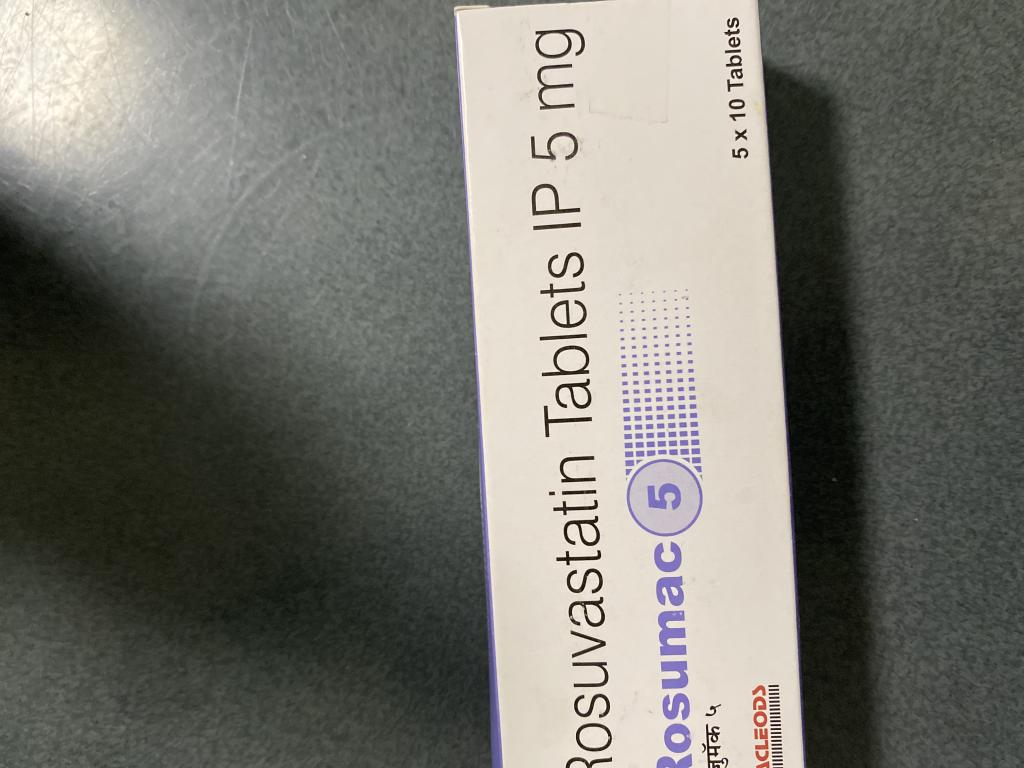 Rosuvastatin Tablets IP 5 mg
Rosumac 5
5 x 10 Tablets